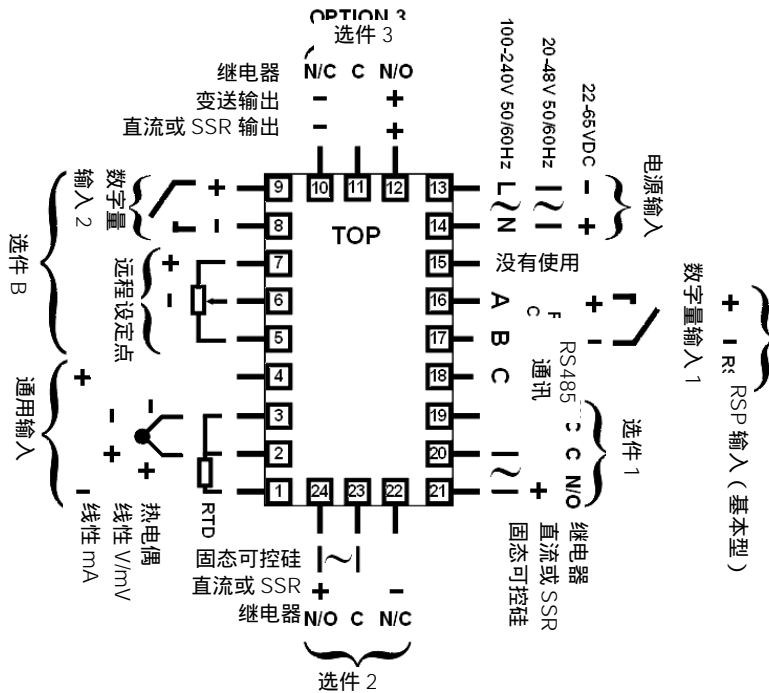 OPTION 3
选件 3
继电器 N/C C N/O
变送输出 － ＋
直流或 SSR 输出 － ＋
100-240V 50/60Hz
20-48V 50/60Hz
22-65VDC
电源输入
L
N
－
＋
数字量
输入 2
＋
－
9
8
7
6
5
4
3
2
1
10
11
12
13
14
15
16
17
18
19
20
21
24
23
22
TOP
没有使用
选件 B
远程设定点
＋
－
A
B
C
RS485
通讯
＋
－
数字量输入 1
＋
－
RSP 输入（基本型）
通用输入
＋
－
－
＋
－
＋
热电偶
线性 V/mV
线性 mA
RTD
选件 1
C
N/O
继电器
直流或 SSR
固态可控硅
＋
固态可控硅
直流或 SSR ＋ －
继电器 N/O C N/C
选件 2